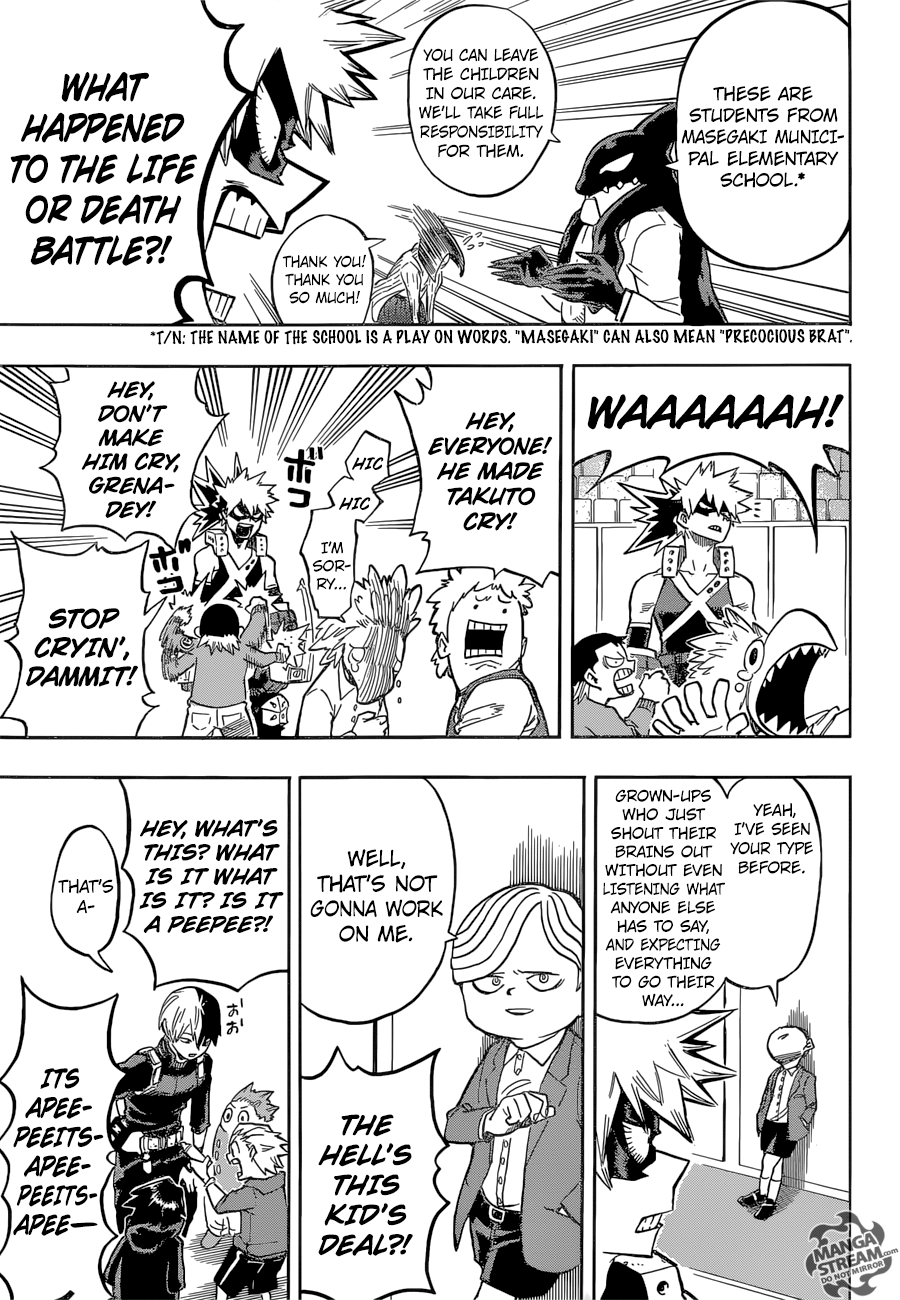 THESE ARE
STUDENTS FROM
MASEGAKI MUNICI-
PAL ELEMENTARY
SCHOOL.*
YOU CAN LEAVE
THE CHILDREN
IN OUR CARE.
WE'LL TAKE FULL
RESPONSIBILITY
FOR THEM.
THANK YOU!
THANK YOU
SO MUCH!
WHAT
HAPPENED
TO THE LIFE
OR DEATH
BATTLE?!
*T/N: THE NAME OF THE SCHOOL IS A PLAY ON WORDS. "MASEGAKI" CAN ALSO MEAN "PRECOCIOUS BRAT".
WAAAAAAH!
HEY,
EVERYONE!
HE MADE
TAKUTO
CRY!
HIC
HIC
I'M
SOR-
RY...
ボコ
HEY,
DON'T
MAKE
HIM CRY,
GRENA-
DEY!
ボコ
STOP
CRYIN',
DAMMIT!
YEAH,
I'VE SEEN
YOUR TYPE
BEFORE.
GROWN-UPS
WHO JUST
SHOUT THEIR
BRAINS OUT
WITHOUT EVEN
LISTENING WHAT
ANYONE ELSE
HAS TO SAY,
AND EXPECTING
EVERYTHING
TO GO THEIR
WAY...
WELL,
THAT'S NOT
GONNA WORK
ON ME.
THE
HELL'S
THIS
KID'S
DEAL?!
HEY, WHAT'S
THIS? WHAT
IS IT WHAT
IS IT? IS IT
A PEEPEE?!
THAT'S
A-
おお
ITS
APEE-
PEEITS-
APEE-
PEEITS-
APEE—
MANGA
STREAM.COM
DO NOT MIRROR